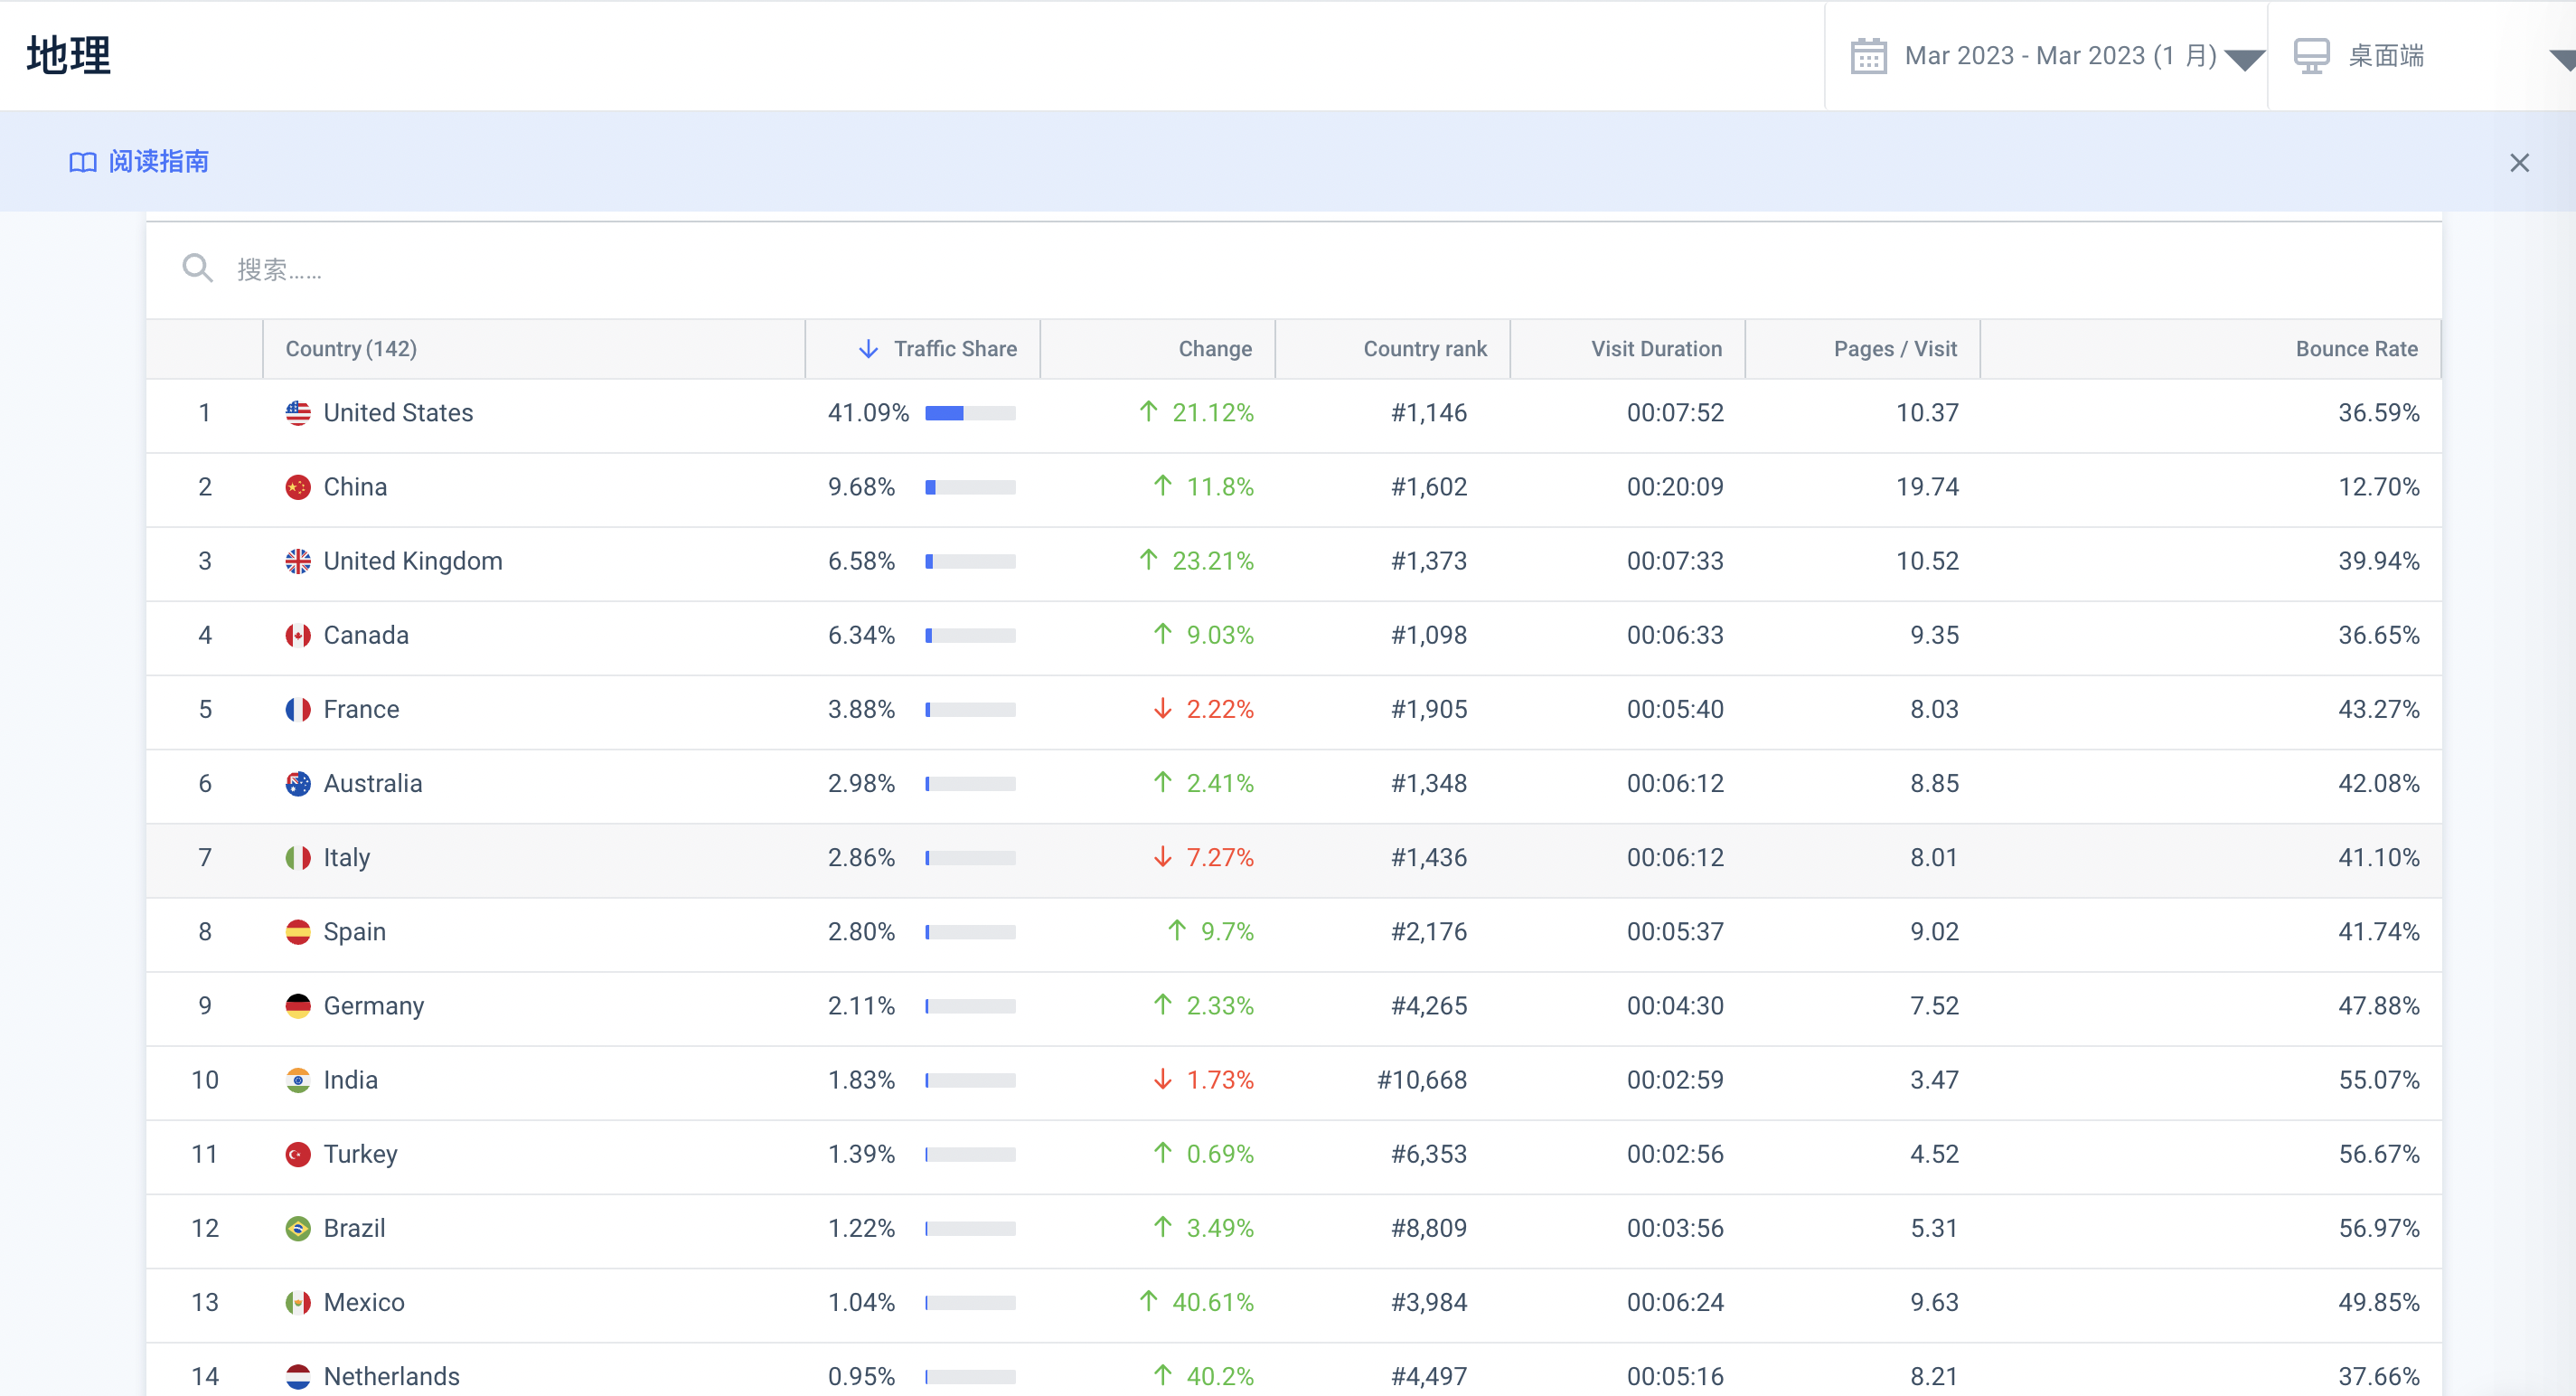 地理
Mar 2023 - Mar 2023 (1 月)
桌面端
阅读指南
搜索......
Country (142) Traffic Share Change Country rank Visit Duration Pages / Visit Bounce Rate
1 United States 41.09% ↑ 21.12% #1,146 00:07:52 10.37 36.59%
2 China 9.68% ↑ 11.8% #1,602 00:20:09 19.74 12.70%
3 United Kingdom 6.58% ↑ 23.21% #1,373 00:07:33 10.52 39.94%
4 Canada 6.34% ↑ 9.03% #1,098 00:06:33 9.35 36.65%
5 France 3.88% ↓ 2.22% #1,905 00:05:40 8.03 43.27%
6 Australia 2.98% ↑ 2.41% #1,348 00:06:12 8.85 42.08%
7 Italy 2.86% ↓ 7.27% #1,436 00:06:12 8.01 41.10%
8 Spain 2.80% ↑ 9.7% #2,176 00:05:37 9.02 41.74%
9 Germany 2.11% ↑ 2.33% #4,265 00:04:30 7.52 47.88%
10 India 1.83% ↓ 1.73% #10,668 00:02:59 3.47 55.07%
11 Turkey 1.39% ↑ 0.69% #6,353 00:02:56 4.52 56.67%
12 Brazil 1.22% ↑ 3.49% #8,809 00:03:56 5.31 56.97%
13 Mexico 1.04% ↑ 40.61% #3,984 00:06:24 9.63 49.85%
14 Netherlands 0.95% ↑ 40.2% #4,497 00:05:16 8.21 37.66%